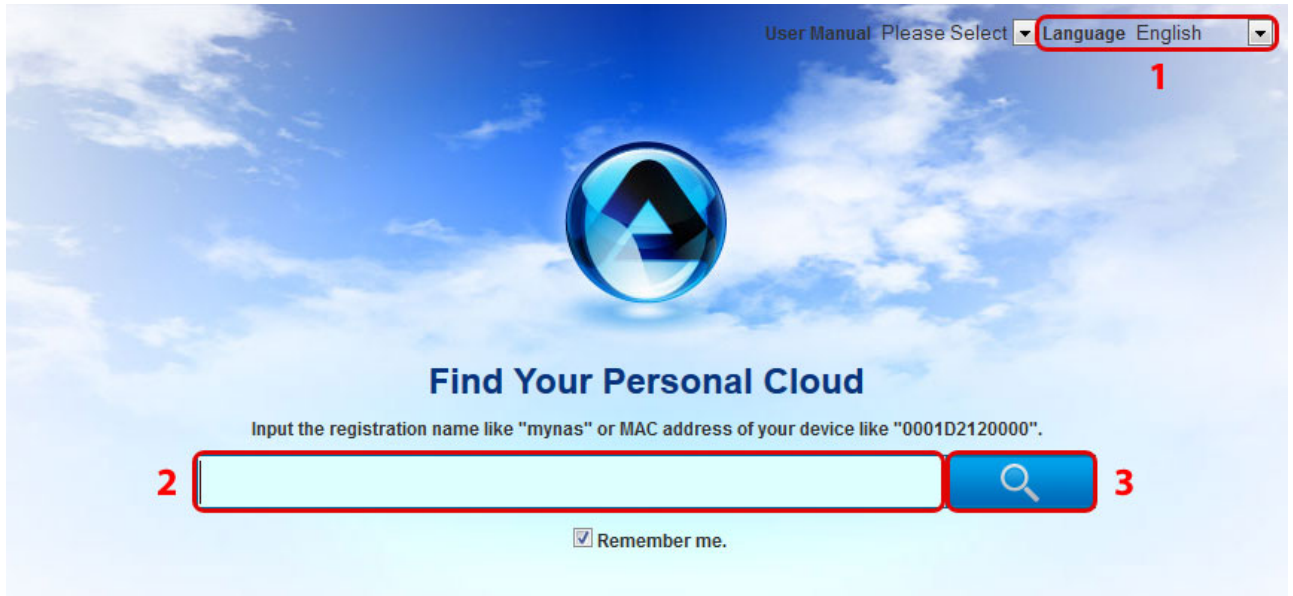 User Manual Please Select Language English
1
Find Your Personal Cloud
Input the registration name like "mynas" or MAC address of your device like "0001D2120000".
2
3
Remember me.